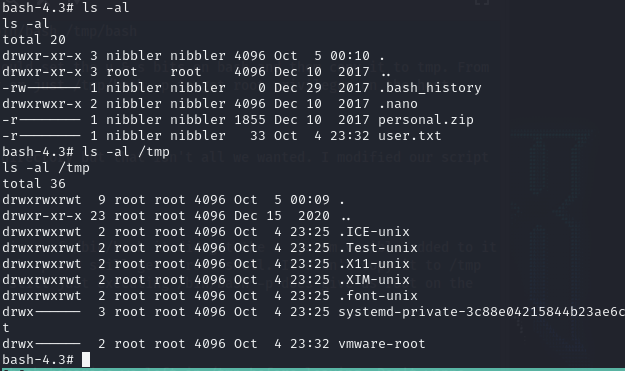 bash-4.3# ls -al
ls -al
total 20
drwxr-xr-x 3 nibbler nibbler 4096 Oct  5 00:10 .
drwxr-xr-x 3 root    root    4096 Dec 10  2017 ..
-rw------- 1 nibbler nibbler    0 Dec 29  2017 .bash_history
drwxrwxr-x 2 nibbler nibbler 4096 Dec 10  2017 .nano
-r-------- 1 nibbler nibbler 1855 Dec 10  2017 personal.zip
-r-------- 1 nibbler nibbler   33 Oct  4 23:32 user.txt
bash-4.3# ls -al /tmp
ls -al /tmp
total 36
drwxrwxrwt  9 root root 4096 Oct  5 00:09 .
drwxr-xr-x 23 root root 4096 Dec 15  2020 ..
drwxrwxrwt  2 root root 4096 Oct  4 23:25 .ICE-unix
drwxrwxrwt  2 root root 4096 Oct  4 23:25 .Test-unix
drwxrwxrwt  2 root root 4096 Oct  4 23:25 .X11-unix
drwxrwxrwt  2 root root 4096 Oct  4 23:25 .XIM-unix
drwxrwxrwt  2 root root 4096 Oct  4 23:25 .font-unix
drwx------  3 root root 4096 Oct  4 23:25 systemd-private-3c88e04215844b23ae6c
t
drwx------  2 root root 4096 Oct  4 23:32 vmware-root
bash-4.3#